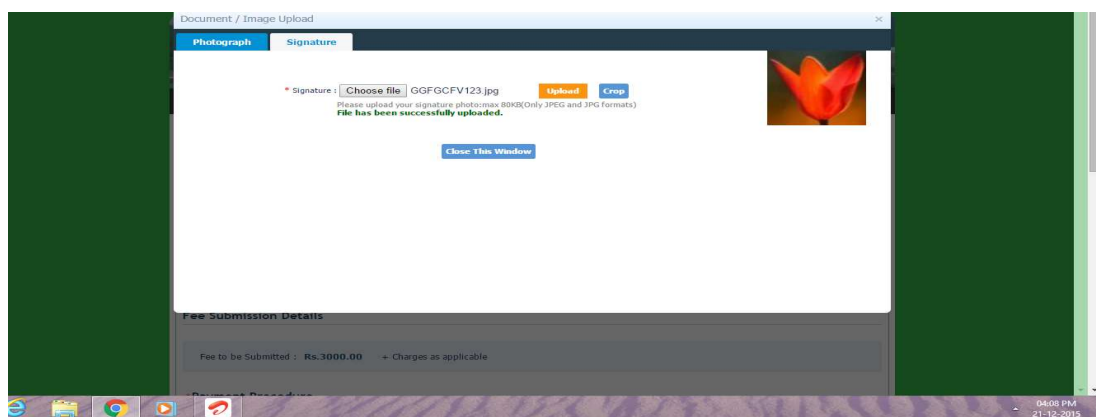 Document / Image Upload ×
Photograph Signature
* Signature : Choose file GGFGCFV123.jpg Upload Crop
Please upload your signature photo:max 80KB(Only JPEG and JPG formats)
File has been successfully uploaded.
Close This Window
Fee Submission Details
Fee to be Submitted : Rs.3000.00 + Charges as applicable
Payment Procedure
04:08 PM
21-12-2015